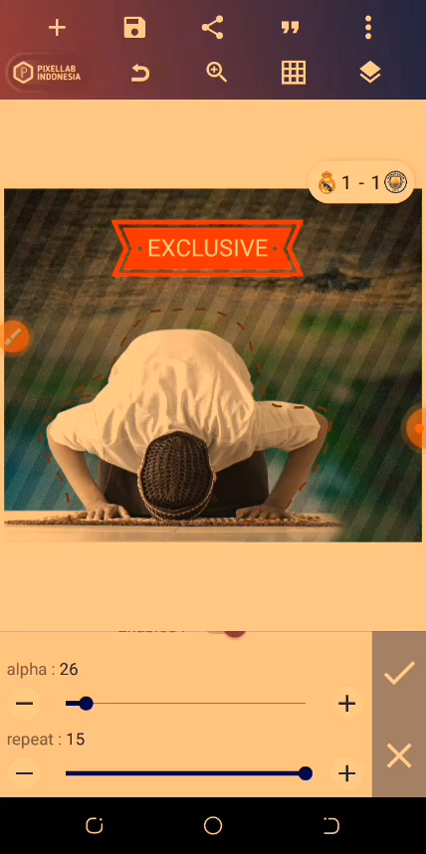 PIXELLAB
INDONESIA
1 - 1
· EXCLUSIVE ·
alpha : 26
repeat : 15